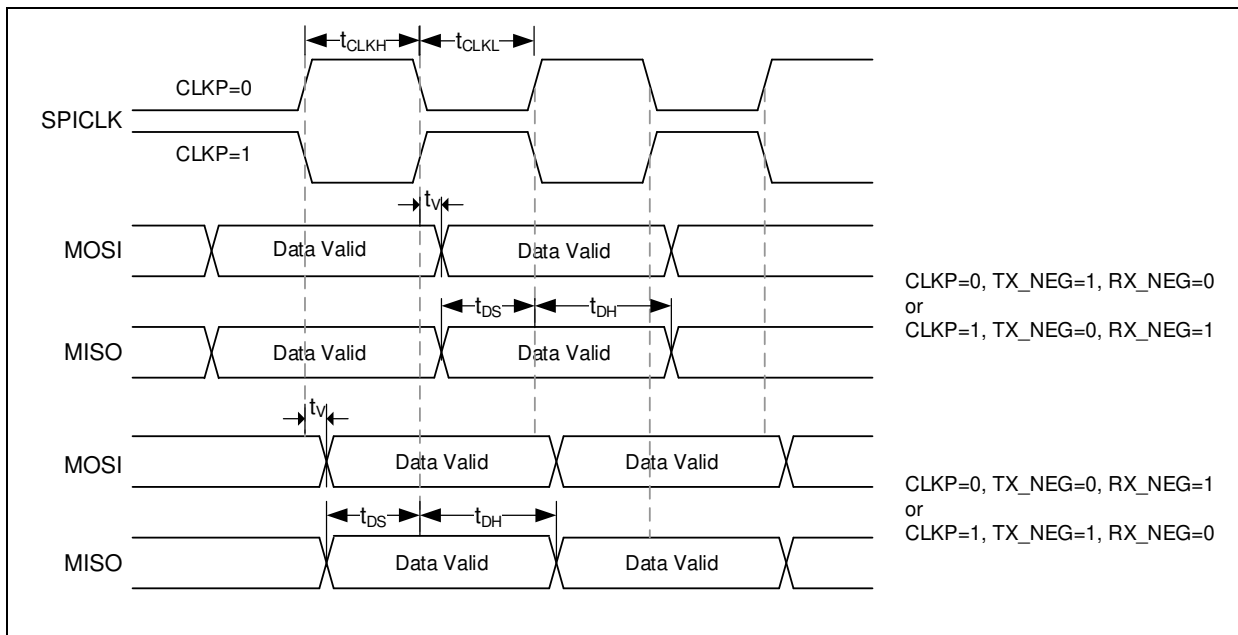 tCLKH tCLKL
CLKP=0
SPICLK
CLKP=1
tV
MOSI Data Valid Data Valid
tDS tDH
MISO Data Valid Data Valid
CLKP=0, TX_NEG=1, RX_NEG=0
or
CLKP=1, TX_NEG=0, RX_NEG=1
tV
MOSI Data Valid Data Valid
tDS tDH
MISO Data Valid Data Valid
CLKP=0, TX_NEG=0, RX_NEG=1
or
CLKP=1, TX_NEG=1, RX_NEG=0